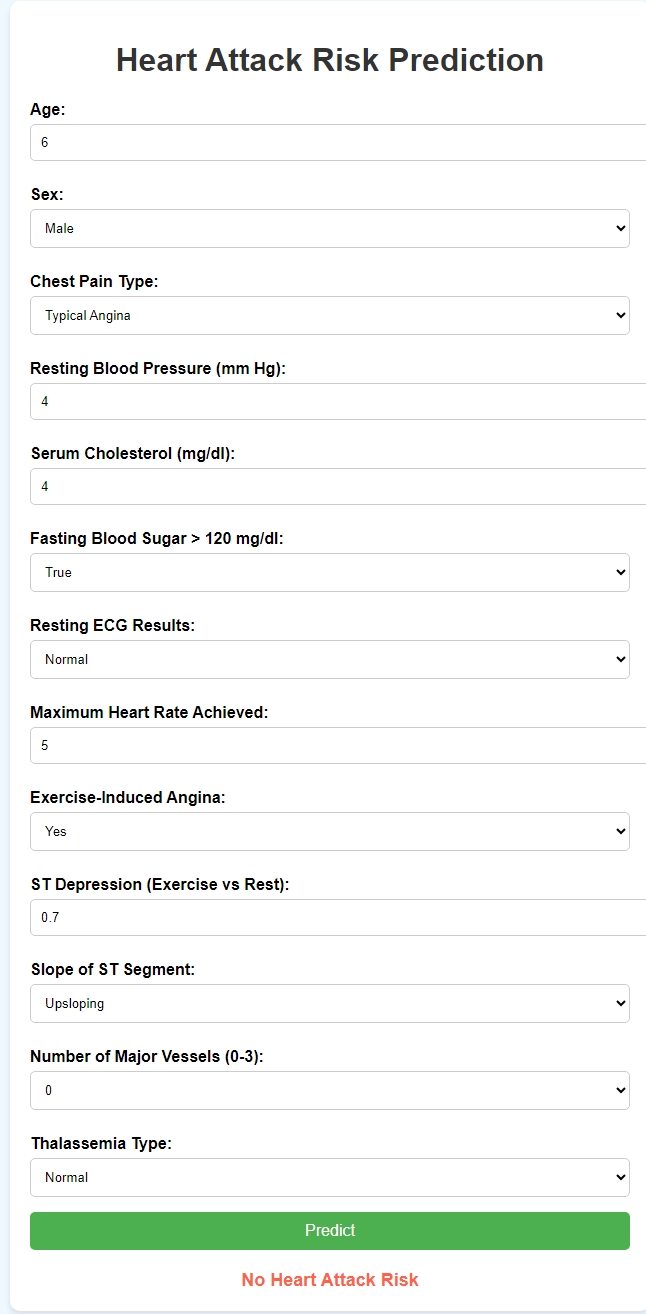 Heart Attack Risk Prediction
Age:
6
Sex:
Male
Chest Pain Type:
Typical Angina
Resting Blood Pressure (mm Hg):
4
Serum Cholesterol (mg/dl):
4
Fasting Blood Sugar > 120 mg/dl:
True
Resting ECG Results:
Normal
Maximum Heart Rate Achieved:
5
Exercise-Induced Angina:
Yes
ST Depression (Exercise vs Rest):
0.7
Slope of ST Segment:
Upsloping
Number of Major Vessels (0-3):
0
Thalassemia Type:
Normal
Predict
No Heart Attack Risk